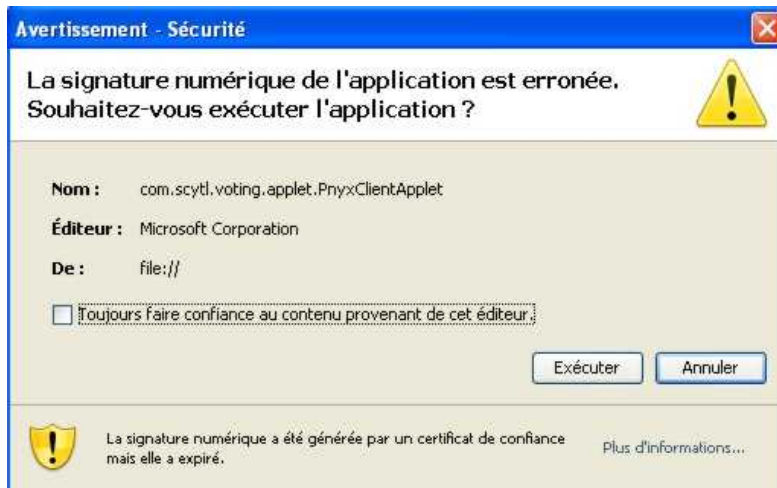 Avertissement - Sécurité
La signature numérique de l'application est erronée.
Souhaitez-vous exécuter l'application ?
Nom : com.scytl.voting.applet.PnyxClientApplet
Éditeur : Microsoft Corporation
De : file://
Toujours faire confiance au contenu provenant de cet éditeur.
Exécuter Annuler
La signature numérique a été générée par un certificat de confiance
mais elle a expiré.
Plus d'informations...